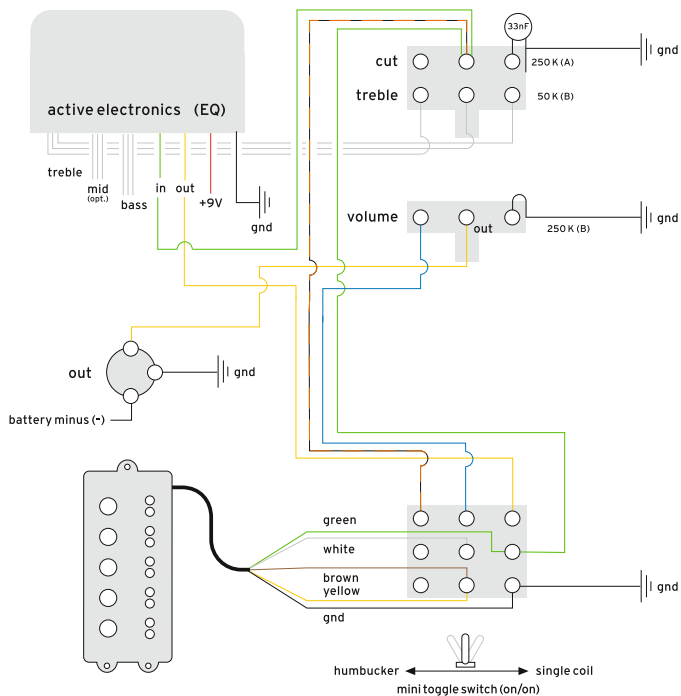 33nF
gnd
cut
250 K (A)
treble
50 K (B)
active electronics (EQ)
treble
mid
(opt.)
bass
in
out
+9V
gnd
volume
out
gnd
250 K (B)
out
gnd
battery minus (-)
green
white
brown
yellow
gnd
gnd
humbucker
single coil
mini toggle switch (on/on)